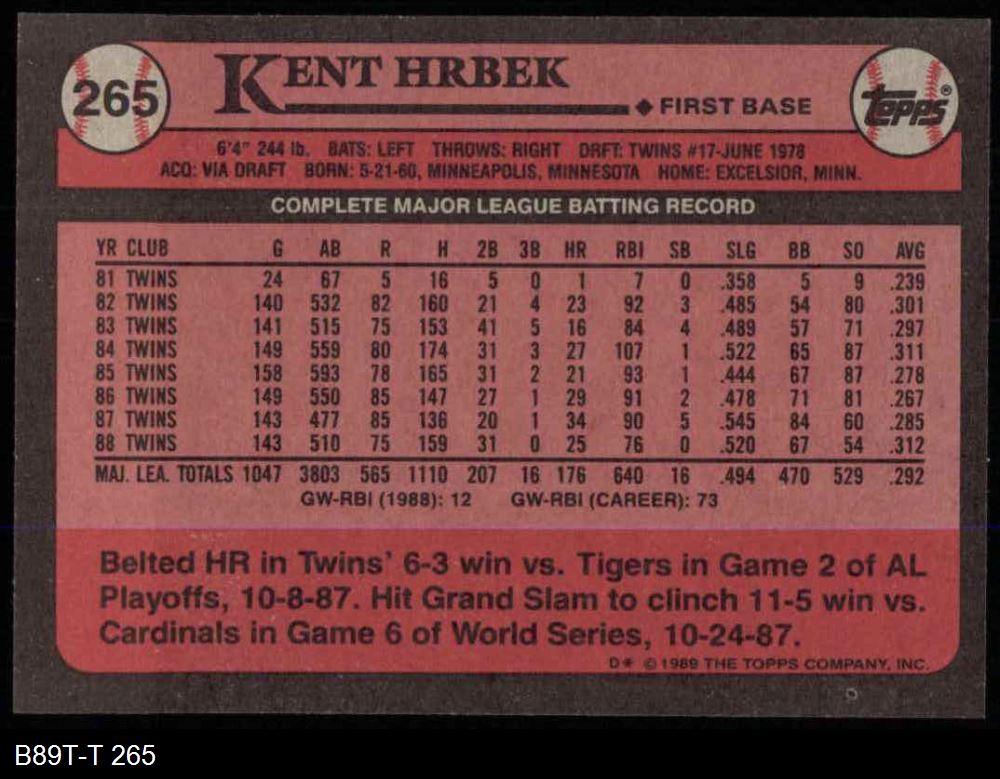 265
KENT HRBEK
◆ FIRST BASE
TOPPS®
6'4" 244 lb. BATS: LEFT THROWS: RIGHT DRFT: TWINS #17-JUNE 1978
ACQ: VIA DRAFT BORN: 5-21-60, MINNEAPOLIS, MINNESOTA HOME: EXCELSIOR, MINN.
COMPLETE MAJOR LEAGUE BATTING RECORD
YR CLUB G AB R H 2B 3B HR RBI SB SLG BB SO AVG
81 TWINS 24 67 5 16 5 0 1 7 0 .358 5 9 .239
82 TWINS 140 532 82 160 21 4 23 92 3 .485 54 80 .301
83 TWINS 141 515 75 153 41 5 16 84 4 .489 57 71 .297
84 TWINS 149 559 80 174 31 3 27 107 1 .522 65 87 .311
85 TWINS 158 593 78 165 31 2 21 93 1 .444 67 87 .278
86 TWINS 149 550 85 147 27 1 29 91 2 .478 71 81 .267
87 TWINS 143 477 85 136 20 1 34 90 5 .545 84 60 .285
88 TWINS 143 510 75 159 31 0 25 76 0 .520 67 54 .312
MAJ. LEA. TOTALS 1047 3803 565 1110 207 16 176 640 16 .494 470 529 .292
GW-RBI (1988): 12 GW-RBI (CAREER): 73
Belted HR in Twins' 6-3 win vs. Tigers in Game 2 of AL
Playoffs, 10-8-87. Hit Grand Slam to clinch 11-5 win vs.
Cardinals in Game 6 of World Series, 10-24-87.
D* © 1989 THE TOPPS COMPANY, INC.
B89T-T 265